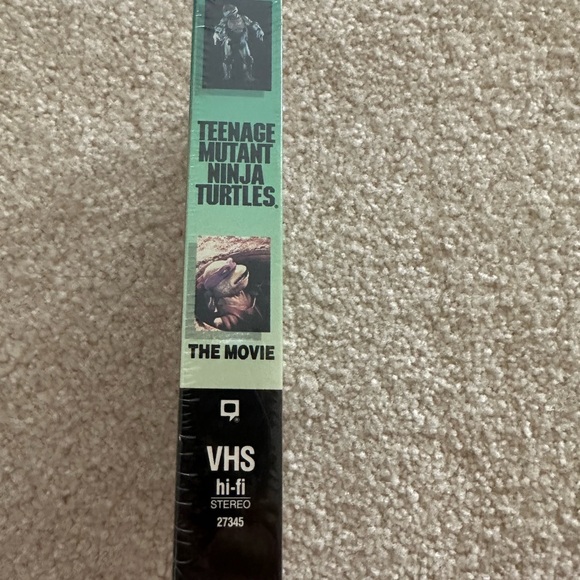 TEENAGE
MUTANT
NINJA
TURTLES®
THE MOVIE
®
VHS
hi-fi
STEREO
27345